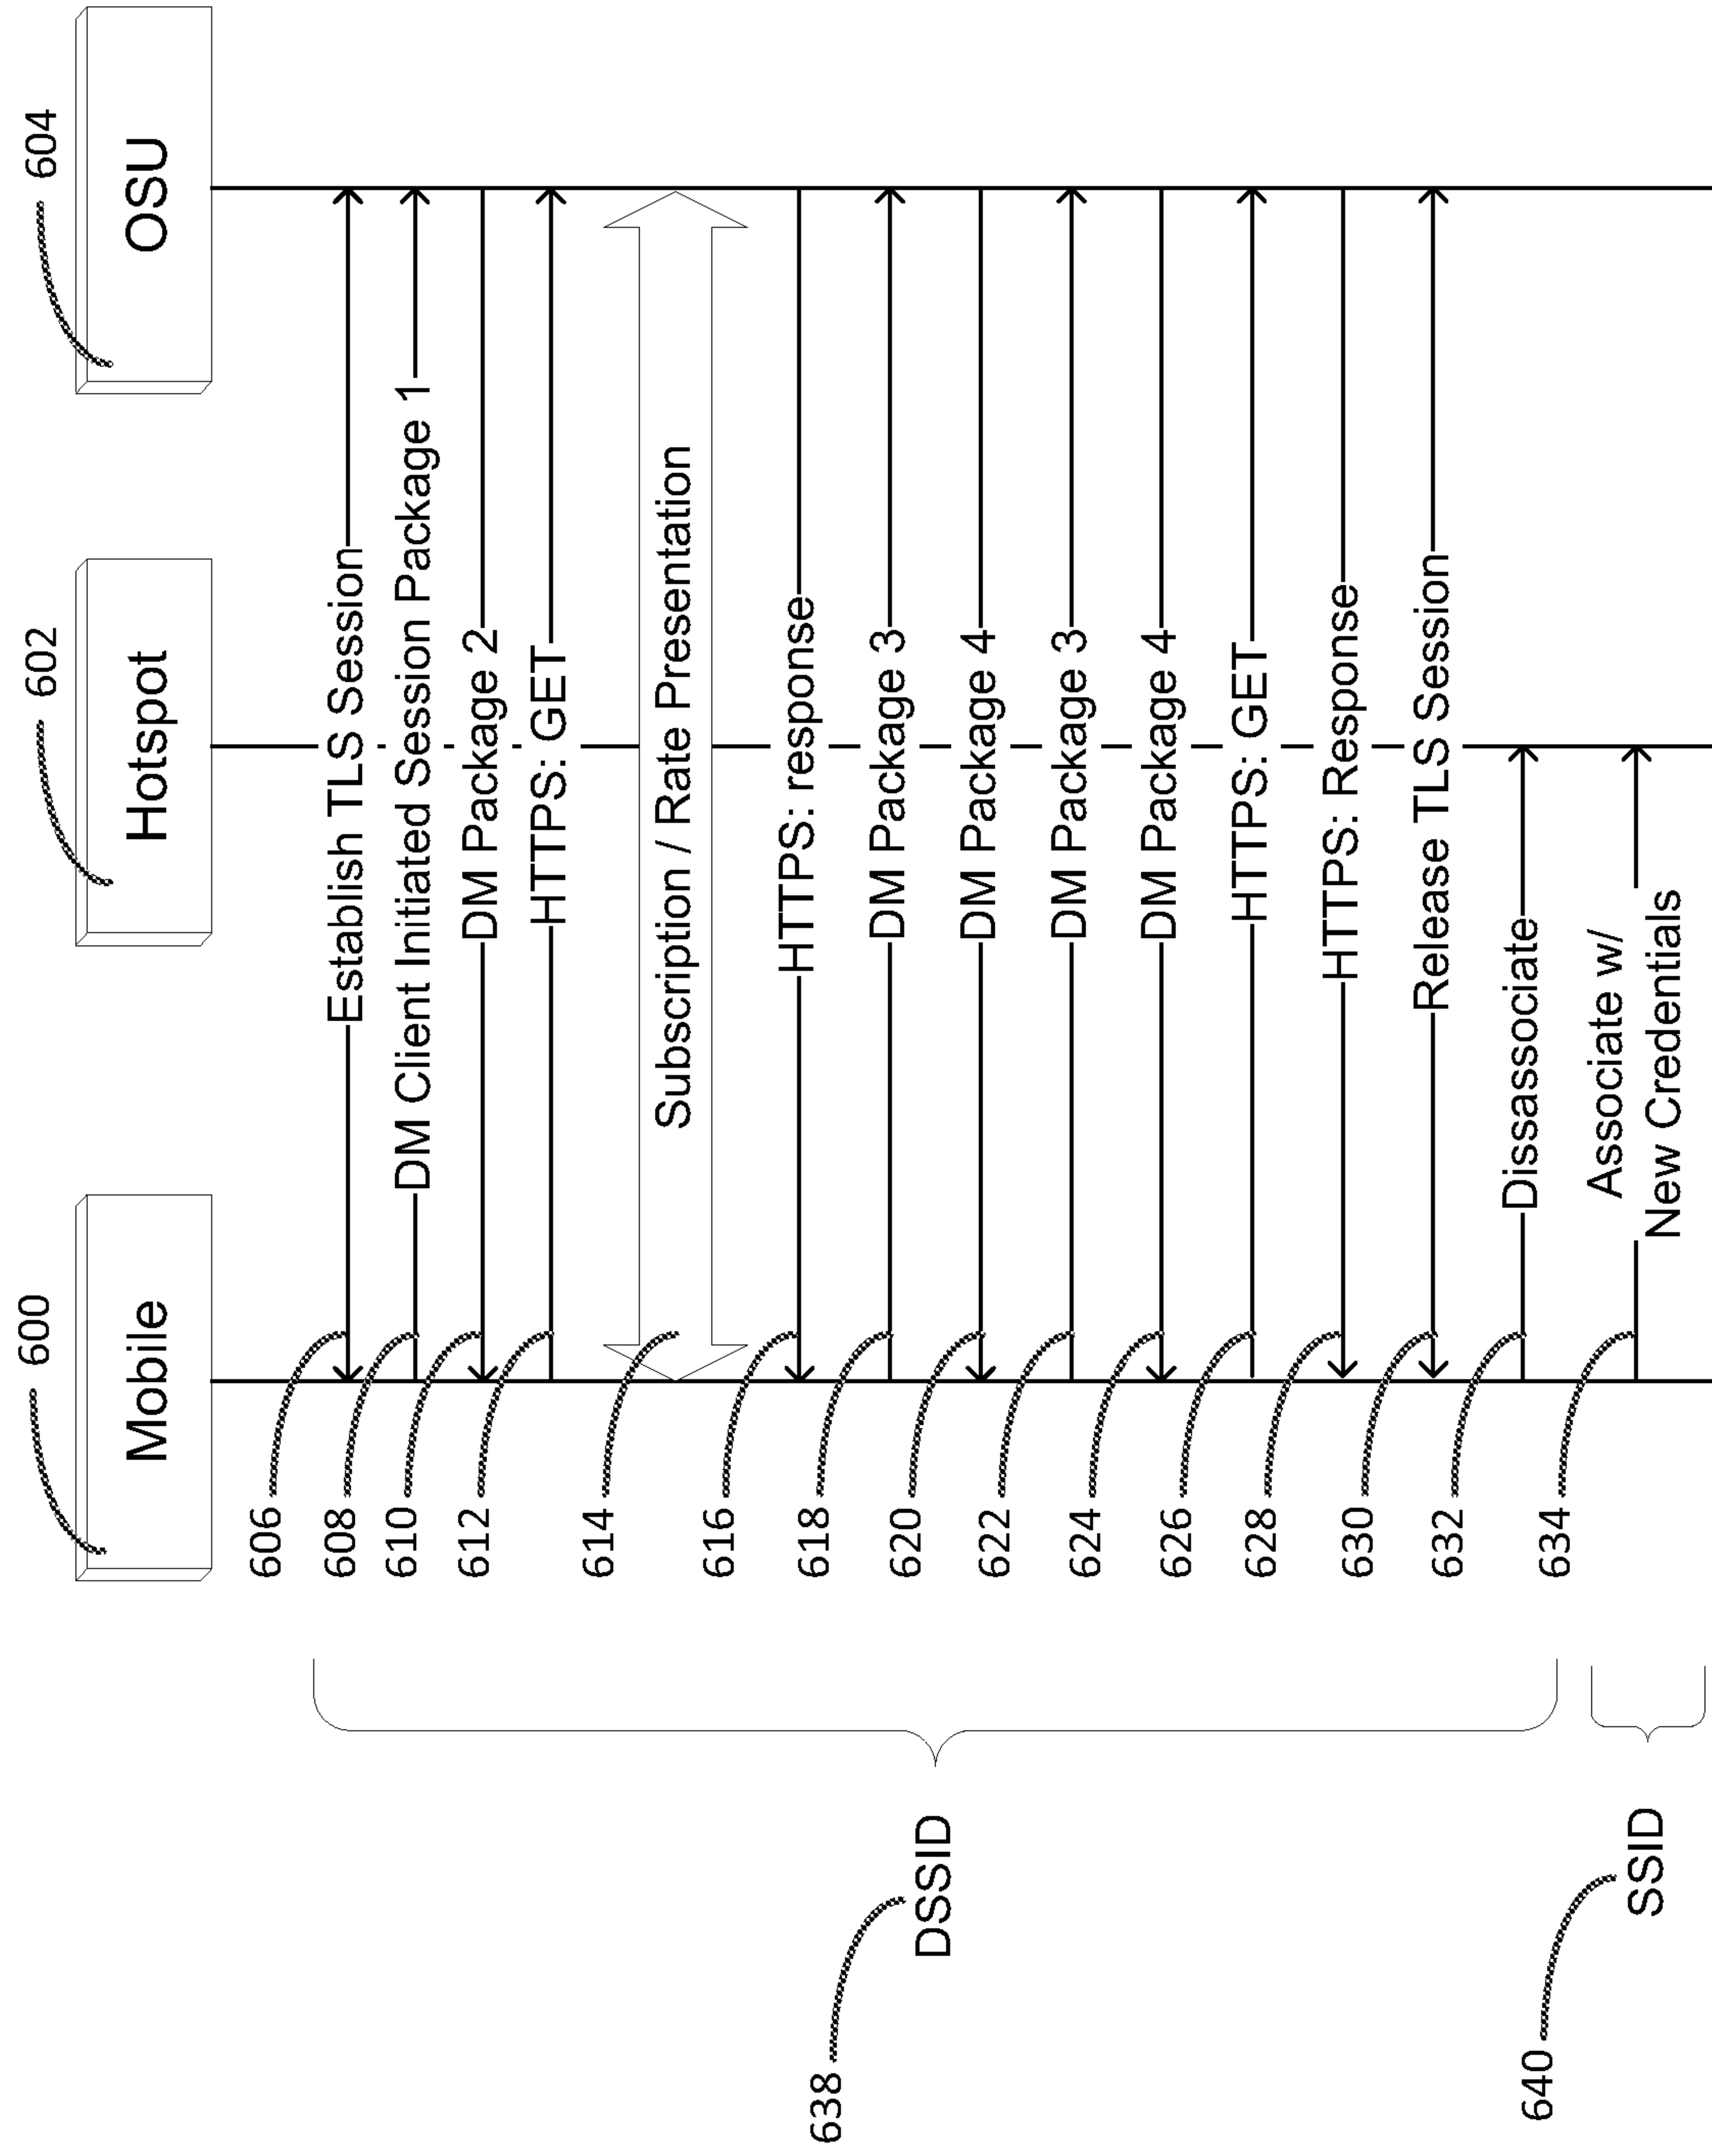 600
Mobile
602
Hotspot
604
OSU
606
Establish TLS Session
608
DM Client Initiated Session Package 1
610
DM Package 2
612
HTTPS: GET
614
Subscription / Rate Presentation
616
HTTPS: response
618
DM Package 3
620
DM Package 4
622
DM Package 3
624
DM Package 4
626
HTTPS: GET
628
HTTPS: Response
630
Release TLS Session
632
Dissassociate
634
Associate w/
New Credentials
638
DSSID
640
SSID